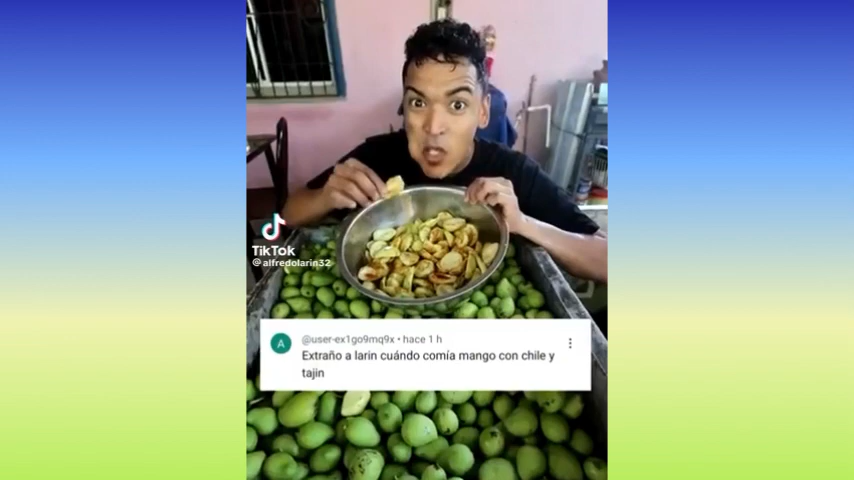 TikTok
@alfredolarin32
A
@user-ex1go9mq9x • hace 1 h
Extraño a larin cuándo comía mango con chile y
tajin